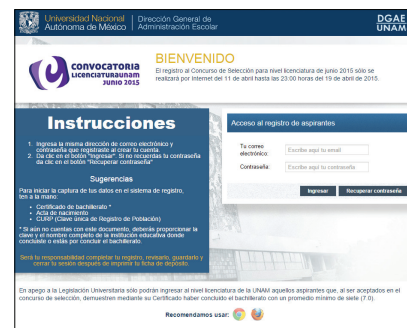 Universidad Nacional
Autónoma de México
Dirección General de
Administración Escolar
DGAE
UNAM
CONVOCATORIA
LICENCIATURAUNAM
JUNIO 2015
BIENVENIDO
El registro al Concurso de Selección para nivel licenciatura de junio 2015 sólo se
realizará por internet del 11 de abril hasta las 23:00 horas del 19 de abril de 2015.
Instrucciones
1. Ingresa la misma dirección de correo electrónico y
contraseña que registraste al crear tu cuenta.
2. Da clic en el botón "Ingresar". Si no recuerdas tu contraseña
da clic en el botón "Recuperar contraseña"
Sugerencias
Para iniciar la captura de tus datos en el sistema de registro,
ten a la mano:
• Certificado de bachillerato *
• Acta de nacimiento
• CURP (Clave única de Registro de Población)
* Si aún no cuentas con este documento, deberás proporcionar la
clave y el nombre completo de la institución educativa donde
concluiste o estás por concluir el bachillerato.
Será tu responsabilidad completar tu registro, revisarlo, guardarlo y
cerrar tu sesión después de imprimir tu ficha de depósito.
Acceso al registro de aspirantes
Tu correo
electrónico:
Escribe aquí tu email
Contraseña:
Escribe aquí tu contraseña
Ingresar
Recuperar contraseña
En apego a la Legislación Universitaria sólo podrán ingresar al nivel licenciatura de la UNAM aquellos aspirantes que, al ser aceptados en el
concurso de selección, demuestren mediante su Certificado haber concluido el bachillerato con un promedio mínimo de siete (7.0).
Recomendamos usar: